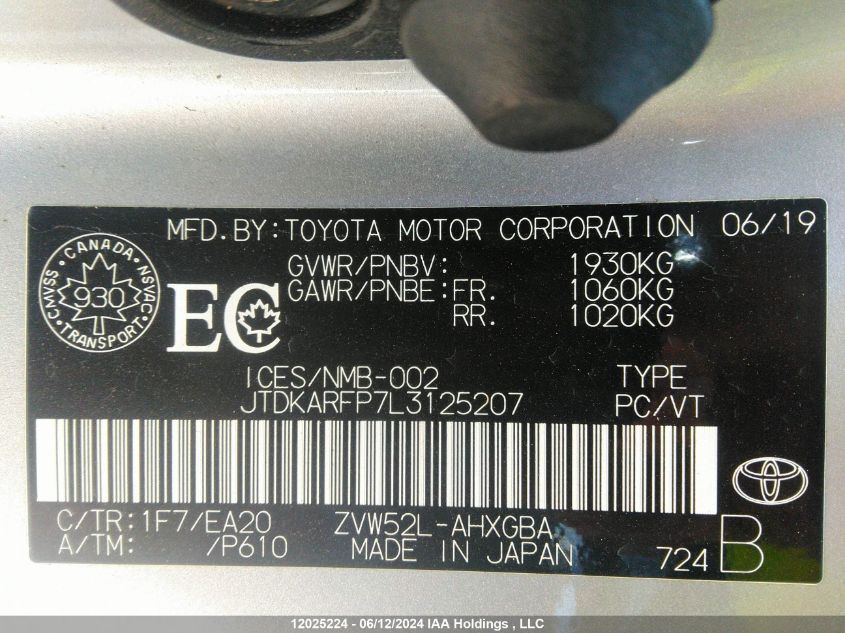 MFD.BY:TOYOTA MOTOR CORPORATION 06/19
CANADA
CMVSS 930 NSVAC
TRANSPORT
EC
GVWR/PNBV: 1930KG
GAWR/PNBE:FR. 1060KG
RR. 1020KG
ICES/NMB-002 TYPE
JTDKARFP7L3125207 PC/VT
C/TR:1F7/EA20 ZVW52L-AHXGBA
A/TM: /P610 MADE IN JAPAN 724 B
12025224 - 06/12/2024 IAA Holdings , LLC